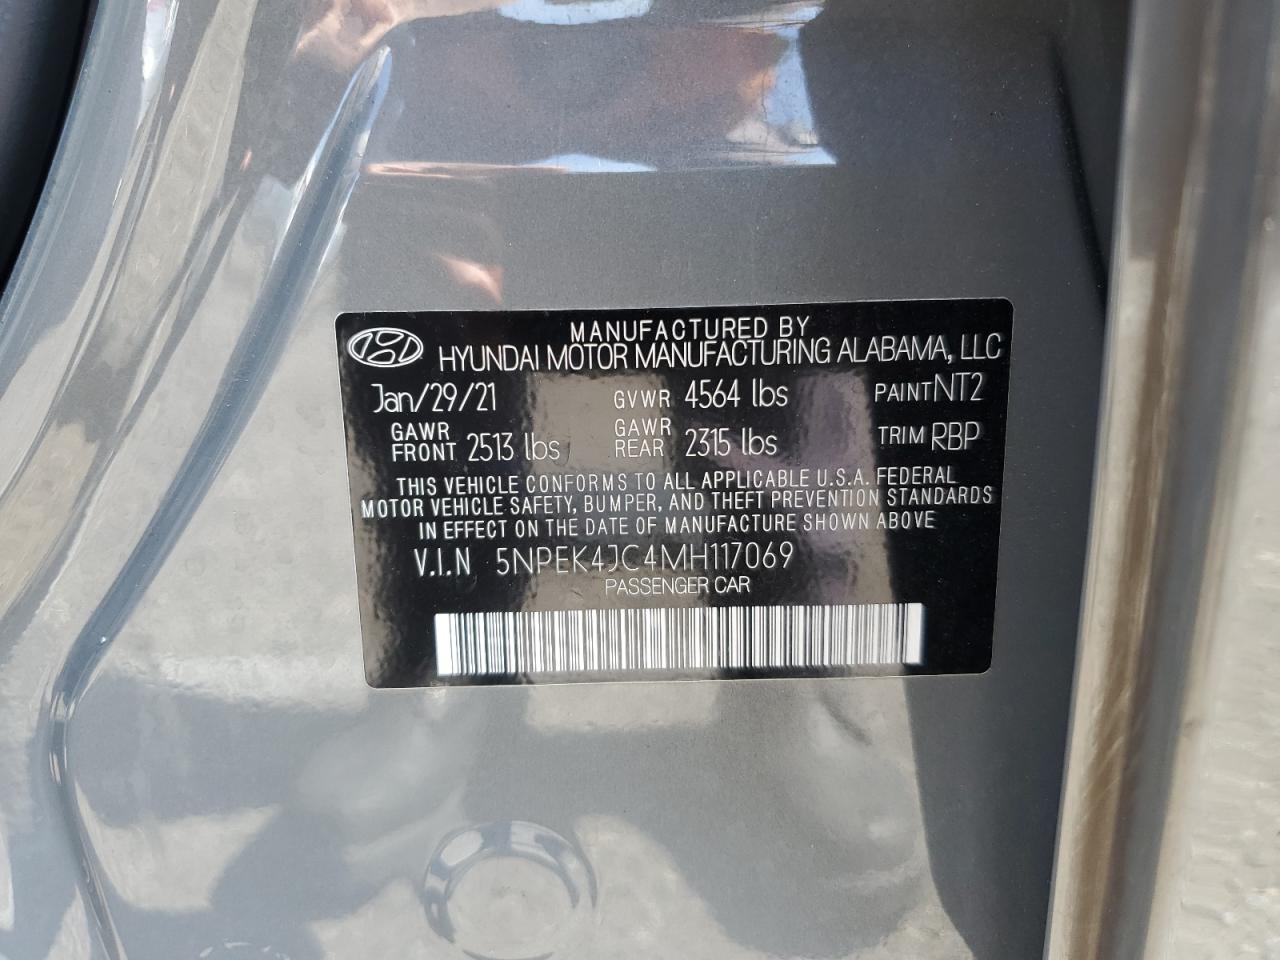 MANUFACTURED BY
HYUNDAI MOTOR MANUFACTURING ALABAMA, LLC
Jan/29/21 GVWR 4564 lbs PAINT NT2
GAWR FRONT 2513 lbs GAWR REAR 2315 lbs TRIM RBP
THIS VEHICLE CONFORMS TO ALL APPLICABLE U.S.A. FEDERAL
MOTOR VEHICLE SAFETY, BUMPER, AND THEFT PREVENTION STANDARDS
IN EFFECT ON THE DATE OF MANUFACTURE SHOWN ABOVE
V.I.N 5NPEK4JC4MH117069
PASSENGER CAR